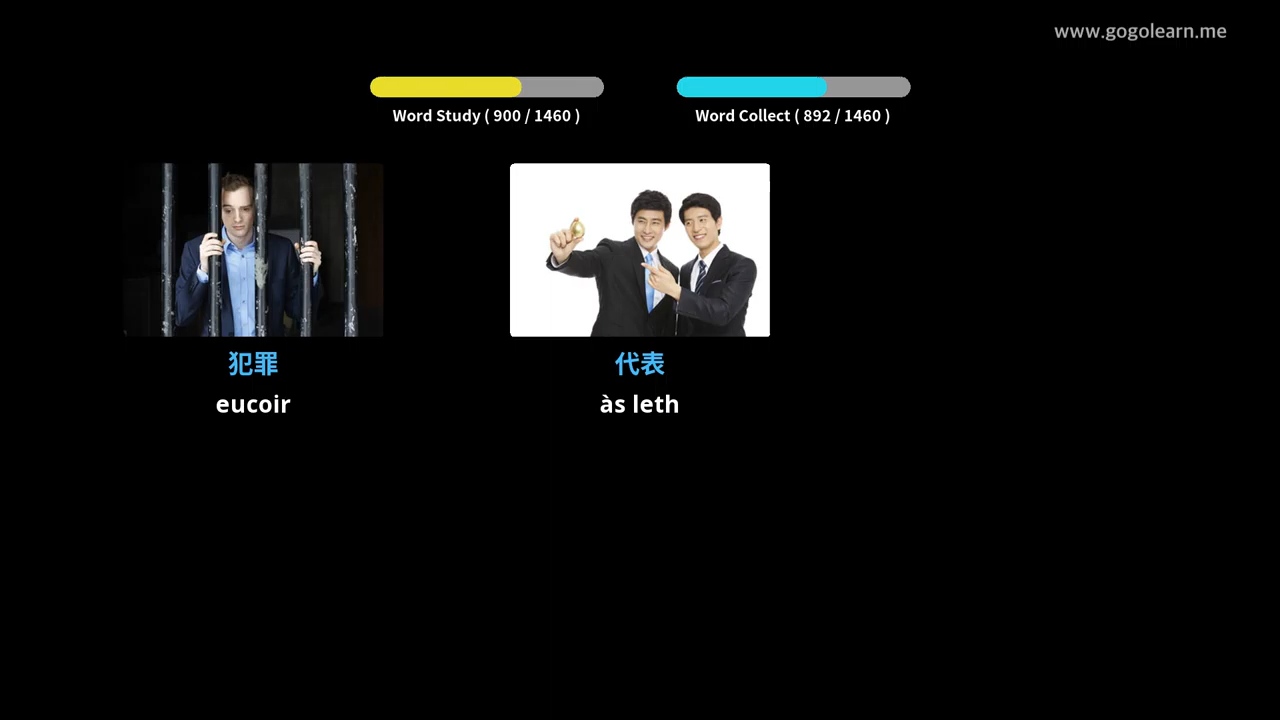 www.gogolearn.me
Word Study ( 900 / 1460 )
Word Collect ( 892 / 1460 )
犯罪
eucoir
代表
às leth